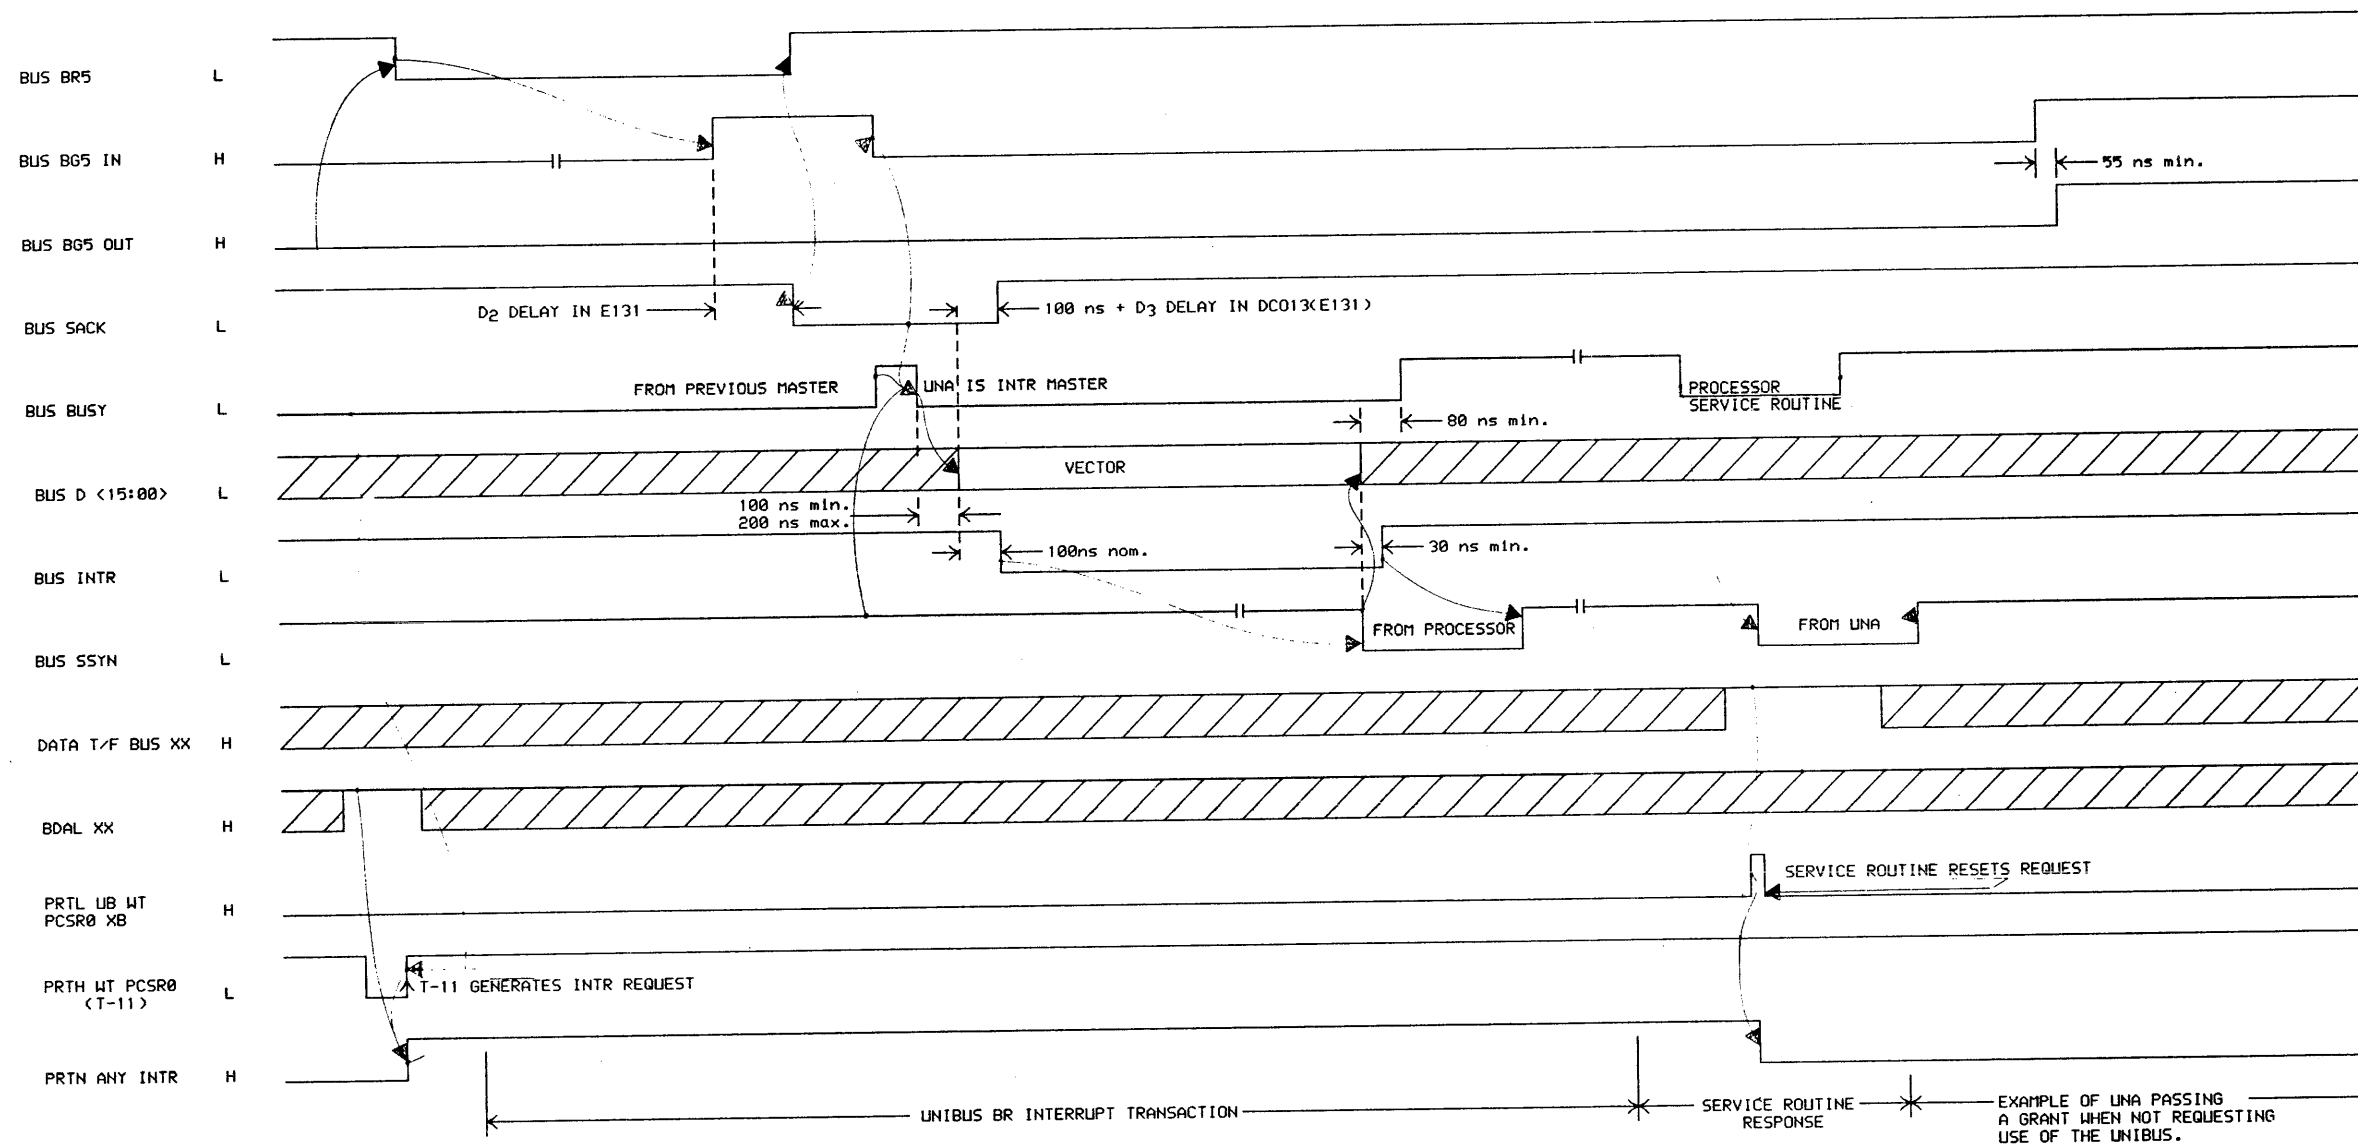 BUS BR5 L
BUS BG5 IN H
55 ns min.
BUS BG5 OUT H
D2 DELAY IN E131
100 ns + D3 DELAY IN DC013(E131)
BUS SACK L
FROM PREVIOUS MASTER
UNA IS INTR MASTER
PROCESSOR
SERVICE ROUTINE
BUS BUSY L
80 ns min.
VECTOR
BUS D <15:00> L
100 ns min.
200 ns max.
100ns nom.
30 ns min.
BUS INTR L
FROM PROCESSOR
FROM UNA
BUS SSYN L
DATA T/F BUS XX H
BDAL XX H
SERVICE ROUTINE RESETS REQUEST
PRTL UB WT
PCSR0 XB
H
PRTH WT PCSR0
(T-11)
L
T-11 GENERATES INTR REQUEST
PRTN ANY INTR H
UNIBUS BR INTERRUPT TRANSACTION
SERVICE ROUTINE
RESPONSE
EXAMPLE OF UNA PASSING
A GRANT WHEN NOT REQUESTING
USE OF THE UNIBUS.